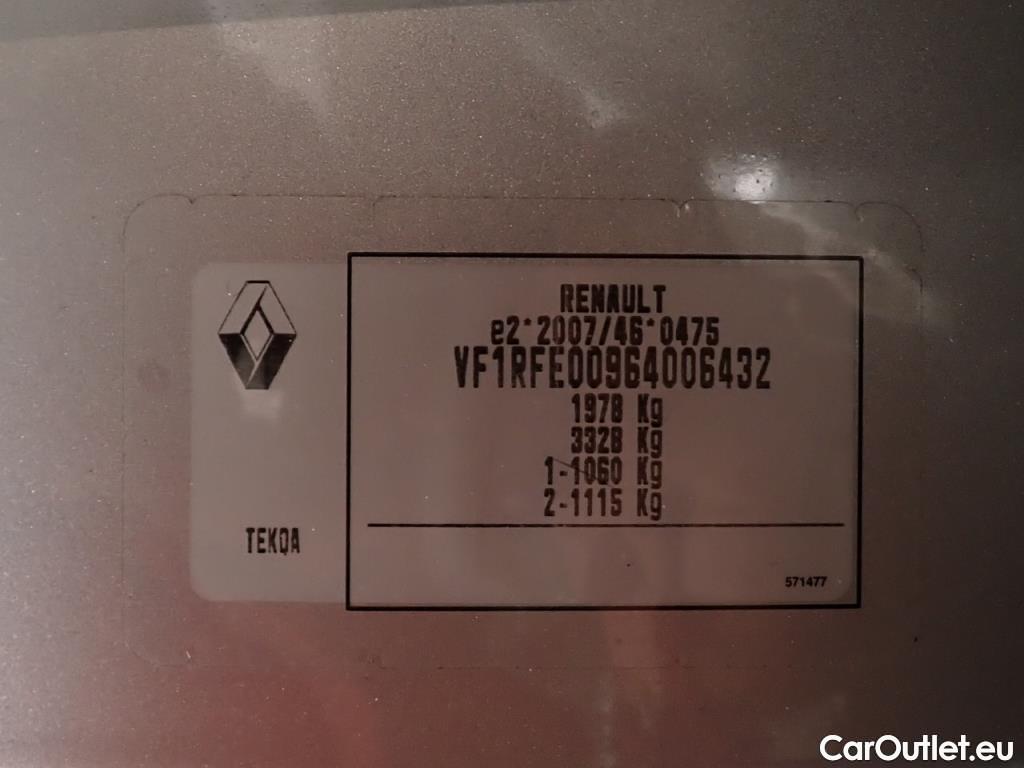 RENAULT
e2*2007/46*0475
VF1RFE00964006432
1978 Kg
3328 Kg
1-1060 Kg
2-1115 Kg
TEKQA
571477
CarOutlet.eu